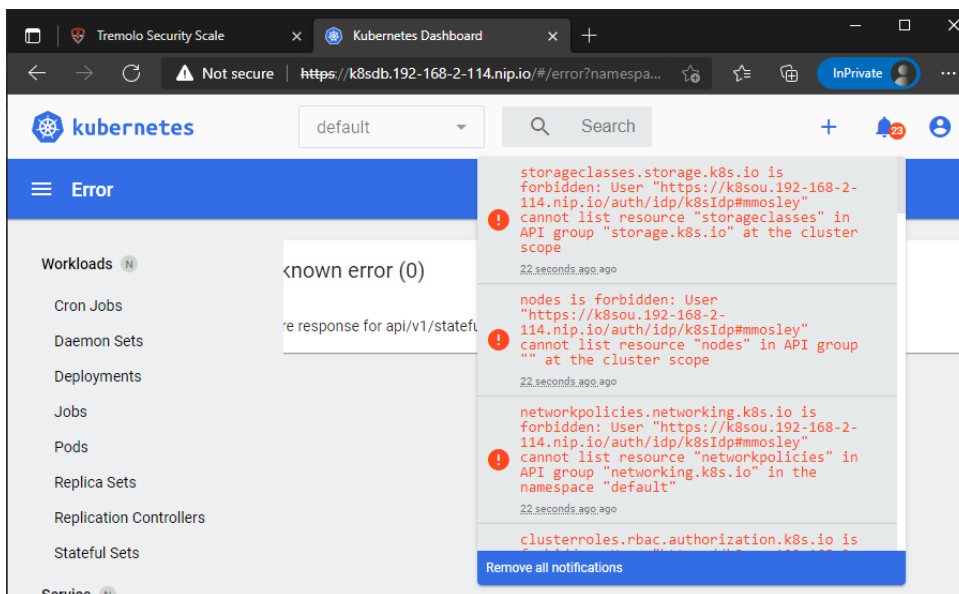 Tremolo Security Scale
Kubernetes Dashboard
Not secure
https://k8sdb.192-168-2-114.nip.io/#/error?namespa...
InPrivate
kubernetes
default
Search
23
Error
Workloads N
Cron Jobs
Daemon Sets
Deployments
Jobs
Pods
Replica Sets
Replication Controllers
Stateful Sets
Service N
known error (0)
re response for api/v1/statefu
storageclasses.storage.k8s.io is
forbidden: User "https://k8sou.192-168-2-
114.nip.io/auth/idp/k8sIdp#mmosley"
cannot list resource "storageclasses" in
API group "storage.k8s.io" at the cluster
scope
22 seconds ago ago
nodes is forbidden: User
"https://k8sou.192-168-2-
114.nip.io/auth/idp/k8sIdp#mmosley"
cannot list resource "nodes" in API group
"" at the cluster scope
22 seconds ago ago
networkpolicies.networking.k8s.io is
forbidden: User "https://k8sou.192-168-2-
114.nip.io/auth/idp/k8sIdp#mmosley"
cannot list resource "networkpolicies" in
API group "networking.k8s.io" in the
namespace "default"
22 seconds ago ago
clusterroles.rbac.authorization.k8s.io is
Remove all notifications